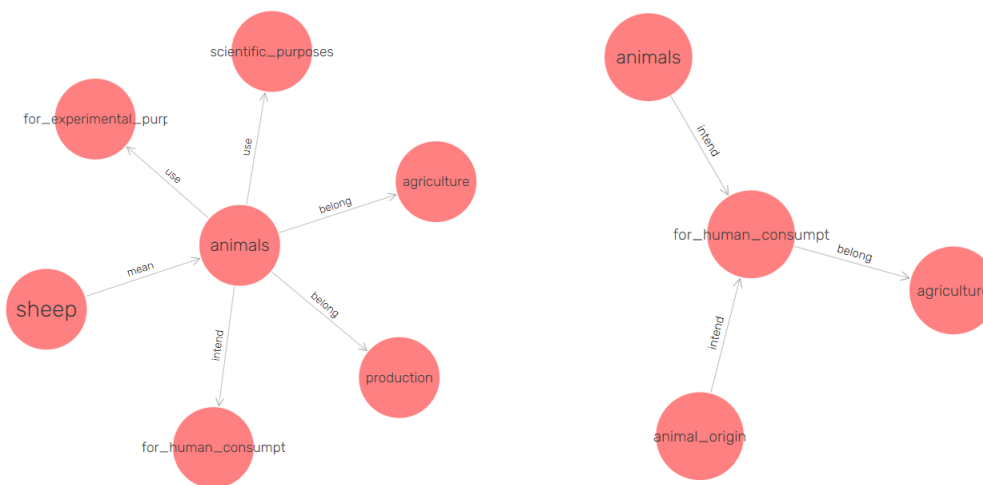 scientific_purposes
animals
for_experimental_purp
use
use
intend
agriculture
belong
animals
for_human_consumpt
mean
belong
belong
agriculture
sheep
intend
intend
production
for_human_consumpt
animal_origin